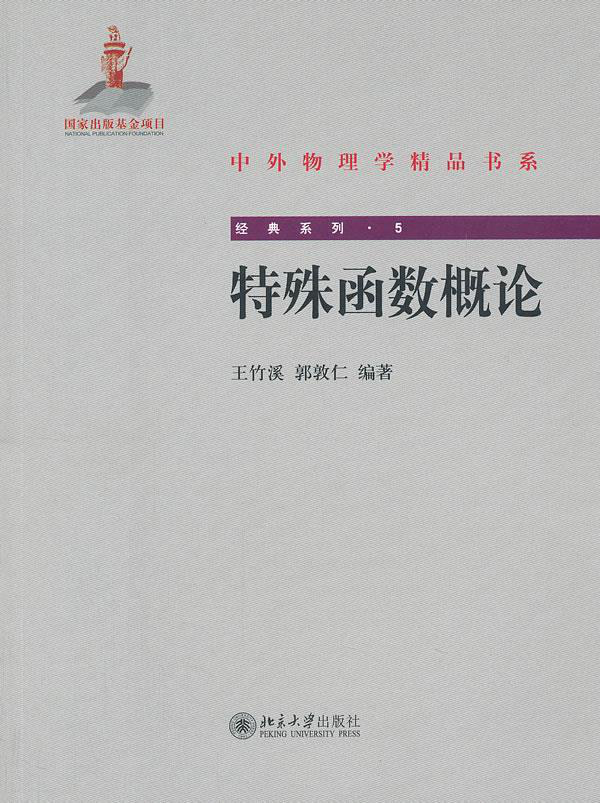 国家出版基金项目
NATIONAL PUBLICATION FOUNDATION
中外物理学精品书系
经典系列·5
特殊函数概论
王竹溪 郭敦仁 编著
北京大学出版社
PEKING UNIVERSITY PRESS